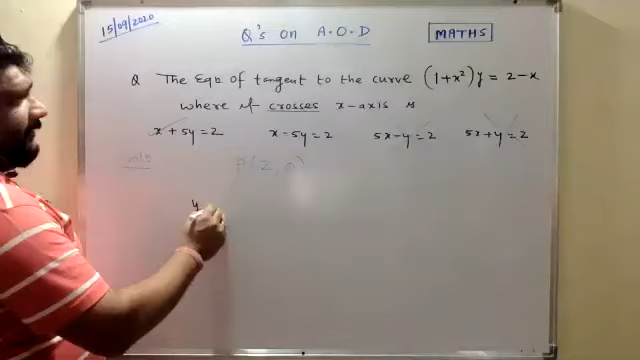 15/09/2020
Q's on A.O.D
MATHS
Q The Eqn of tangent to the curve (1+x²)y = 2-x
where it crosses x-axis is
x + 5y = 2 x - 5y = 2 5x - y = 2 5x + y = 2
Soln P(2, 0)
y